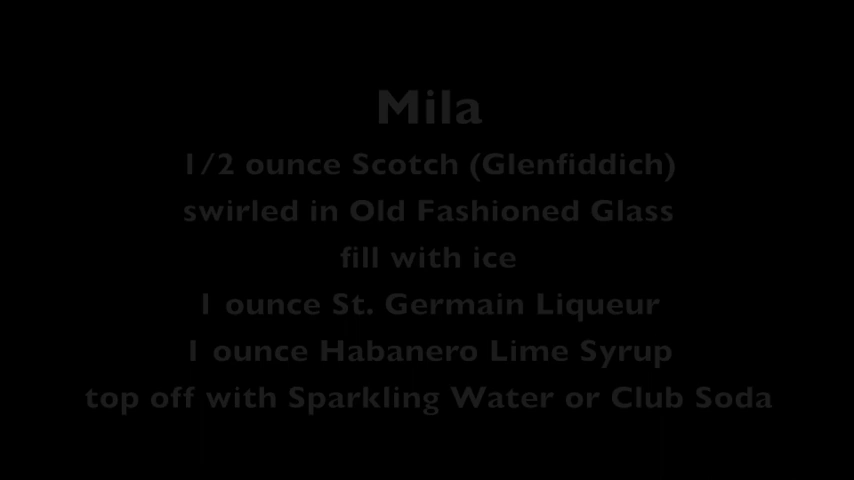 Mila
1/2 ounce Scotch (Glenfiddich)
swirled in Old Fashioned Glass
fill with ice
1 ounce St. Germain Liqueur
1 ounce Habanero Lime Syrup
top off with Sparkling Water or Club Soda